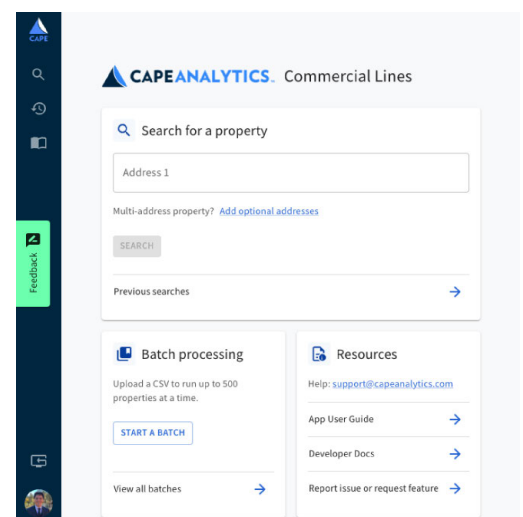 CAPE
CAPEANALYTICS. Commercial Lines
Search for a property
Address 1
Multi-address property? Add optional addresses
SEARCH
Previous searches
Feedback
Batch processing
Upload a CSV to run up to 500
properties at a time.
START A BATCH
View all batches
Resources
Help: support@capeanalytics.com
App User Guide
Developer Docs
Report issue or request feature